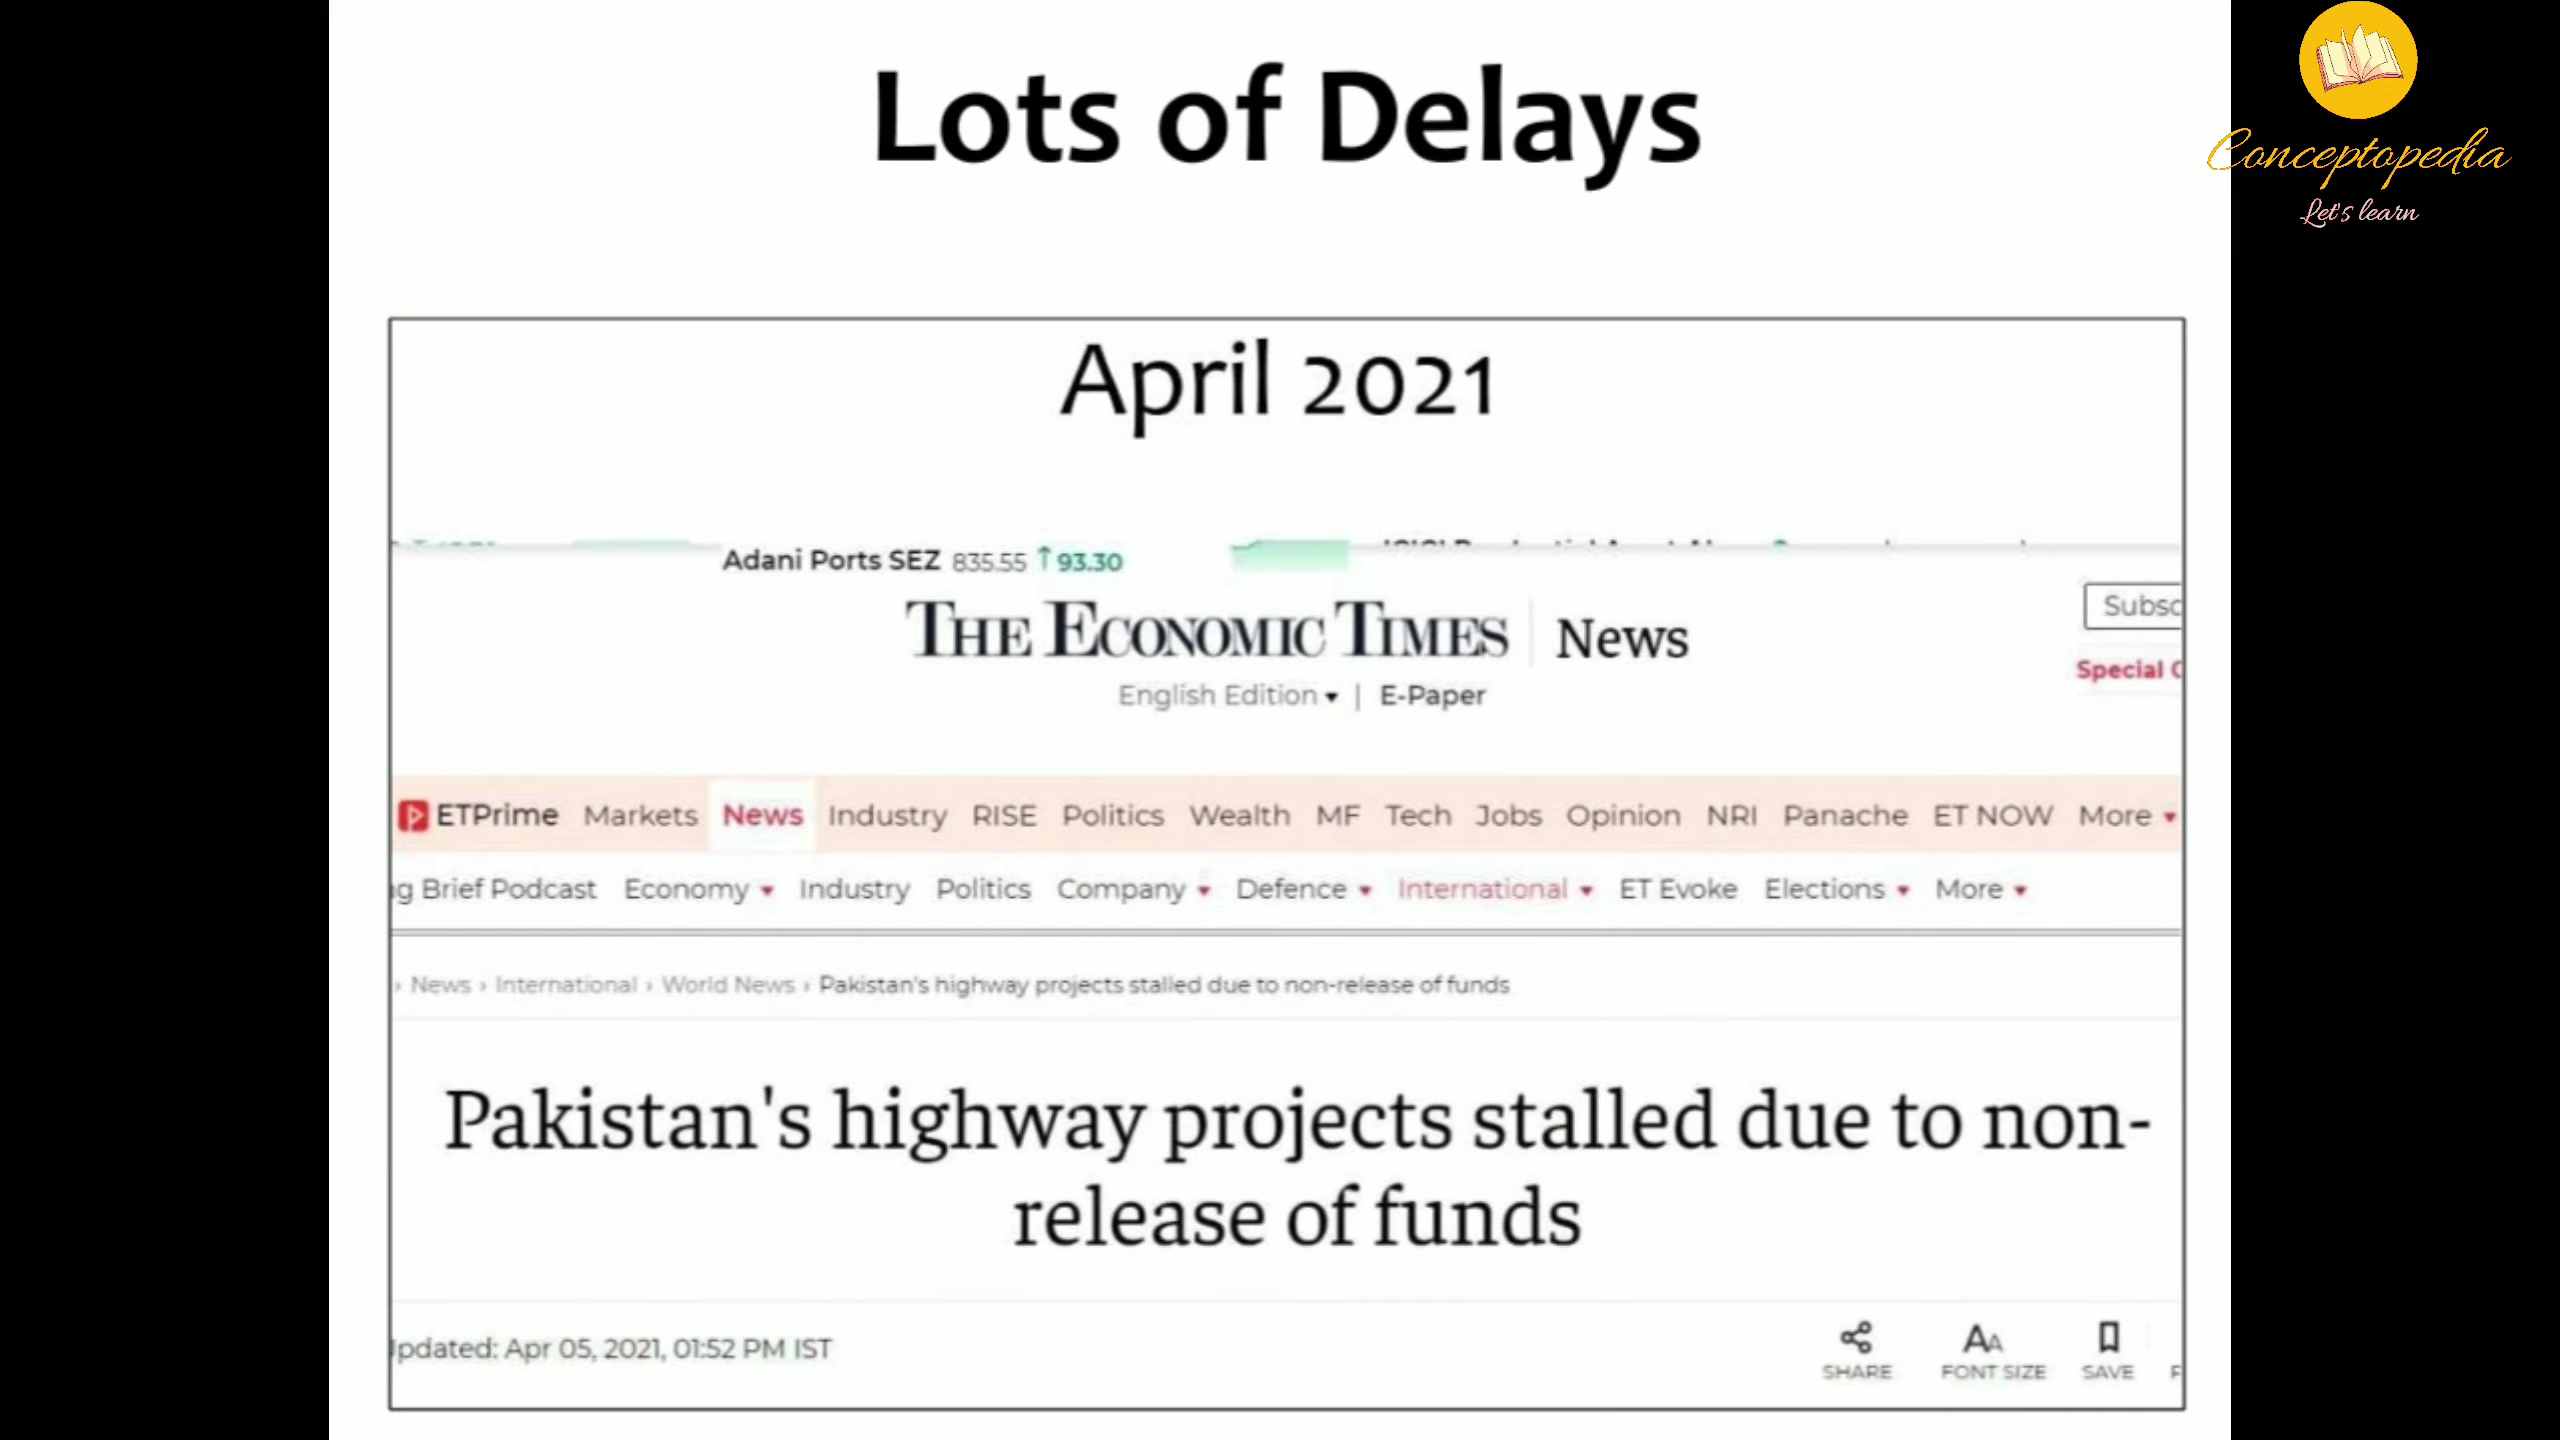 Lots of Delays
Conceptopedia
Let's learn
April 2021
Adani Ports SEZ 835.55 ↑93.30
THE ECONOMIC TIMES | News
Subsc
English Edition ▾ | E-Paper
Special
ETPrime Markets News Industry RISE Politics Wealth MF Tech Jobs Opinion NRI Panache ET NOW More ▾
g Brief Podcast Economy ▾ Industry Politics Company ▾ Defence ▾ International ▾ ET Evoke Elections ▾ More ▾
› News › International › World News › Pakistan's highway projects stalled due to non-release of funds
Pakistan's highway projects stalled due to non-
release of funds
pdated: Apr 05, 2021, 01:52 PM IST
SHARE
AA FONT SIZE
SAVE